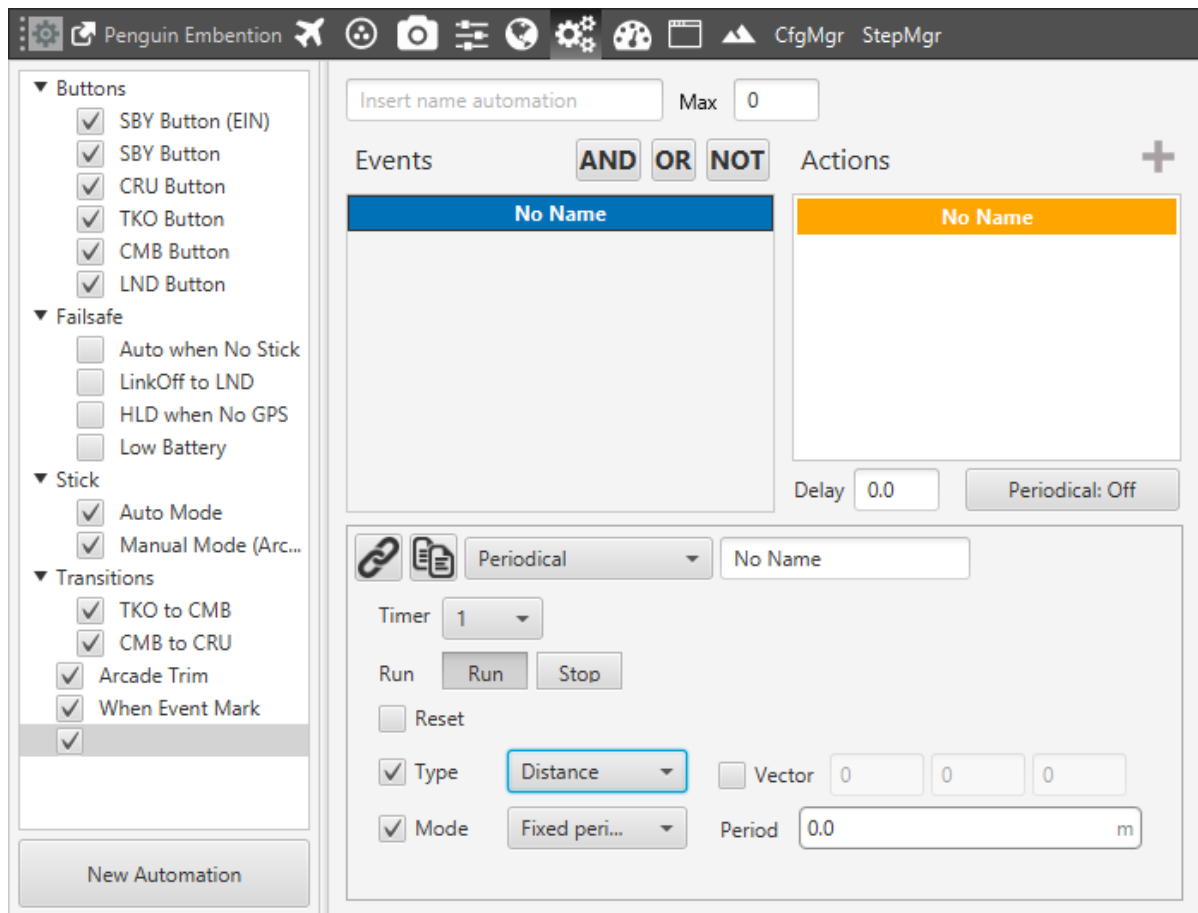 Penguin Embention CfgMgr StepMgr
Buttons
SBY Button (EIN)
SBY Button
CRU Button
TKO Button
CMB Button
LND Button
Failsafe
Auto when No Stick
LinkOff to LND
HLD when No GPS
Low Battery
Stick
Auto Mode
Manual Mode (Arc...
Transitions
TKO to CMB
CMB to CRU
Arcade Trim
When Event Mark
New Automation
Insert name automation Max 0
Events AND OR NOT Actions
No Name
No Name
Delay 0.0 Periodical: Off
Periodical No Name
Timer 1
Run Run Stop
Reset
Type Distance Vector 0 0 0
Mode Fixed peri... Period 0.0 m